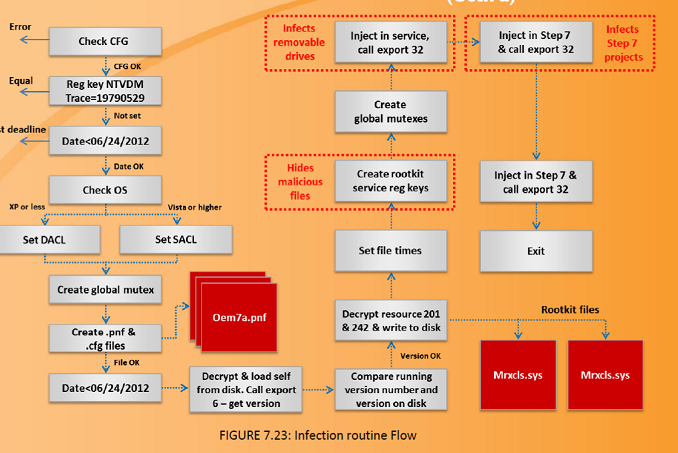 Error
Check CFG
CFG OK
Equal
Reg key NTVDM
Trace=19790529
Not set
st deadline
Date<06/24/2012
Date OK
Check OS
XP or less
Vista or higher
Set DACL
Set SACL
Create global mutex
Create .pnf &
.cfg files
Oem7a.pnf
File OK
Date<06/24/2012
Decrypt & load self
from disk. Call export
6 – get version
Compare running
version number and
version on disk
Version OK
Decrypt resource 201
& 242 & write to disk
Rootkit files
Mrxcls.sys
Mrxcls.sys
Set file times
Hides
malicious
files
Create rootkit
service reg keys
Create
global mutexes
Infects
removable
drives
Inject in service,
call export 32
Inject in Step 7
& call export 32
Infects
Step 7
projects
Inject in Step 7 &
call export 32
Exit
FIGURE 7.23: Infection routine Flow